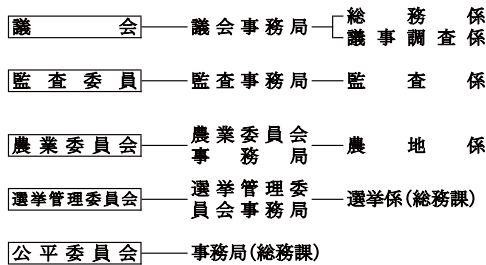 議会 議会事務局 総務係
議事調査係
監査委員 監査事務局 監査係
農業委員会 農業委員会事務局 農地係
選挙管理委員会 選挙管理委員会事務局 選挙係(総務課)
公平委員会 事務局(総務課)